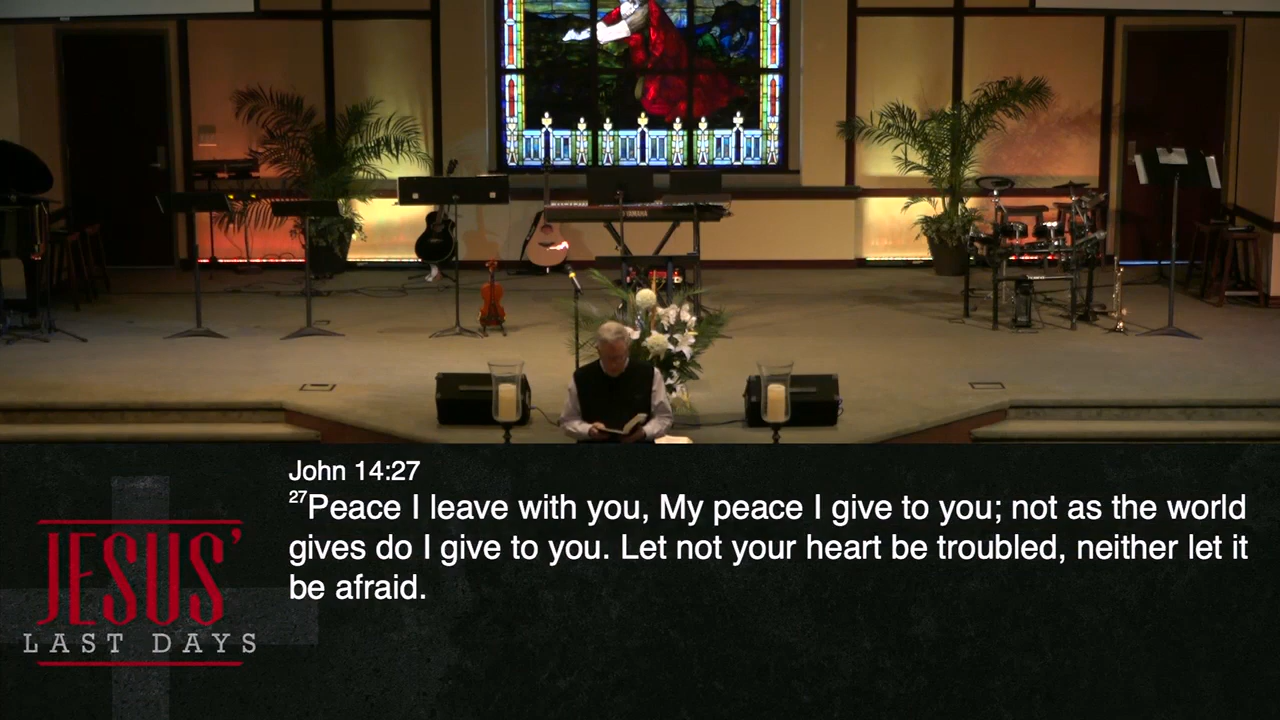 YAMAHA
John 14:27
27Peace I leave with you, My peace I give to you; not as the world
gives do I give to you. Let not your heart be troubled, neither let it
be afraid.
JESUS'
LAST DAYS